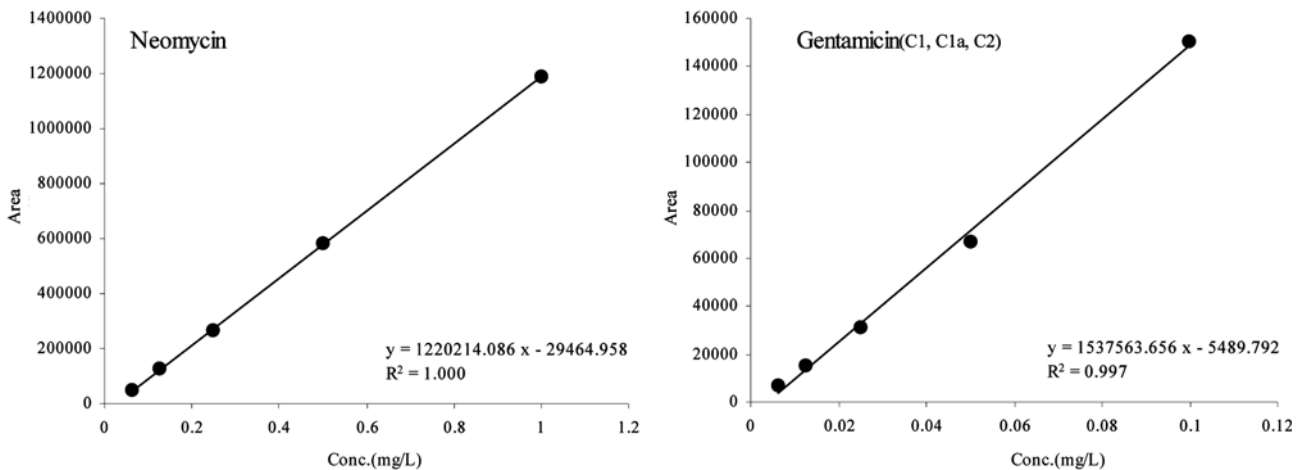 Neomycin
Area
1400000
1200000
1000000
800000
600000
400000
200000
0
y = 1220214.086 x - 29464.958
R² = 1.000
0 0.2 0.4 0.6 0.8 1 1.2
Conc.(mg/L)
Gentamicin(C1, C1a, C2)
Area
160000
140000
120000
100000
80000
60000
40000
20000
0
y = 1537563.656 x - 5489.792
R² = 0.997
0 0.02 0.04 0.06 0.08 0.1 0.12
Conc.(mg/L)